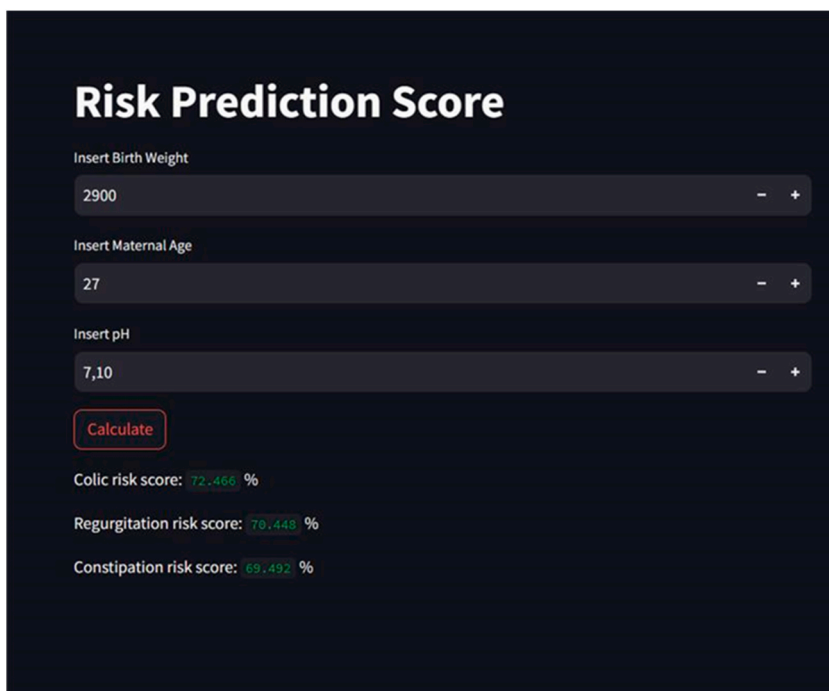 Risk Prediction Score
Insert Birth Weight
2900 − +
Insert Maternal Age
27 − +
Insert pH
7,10 − +
Calculate
Colic risk score: 72.466 %
Regurgitation risk score: 70.448 %
Constipation risk score: 69.492 %